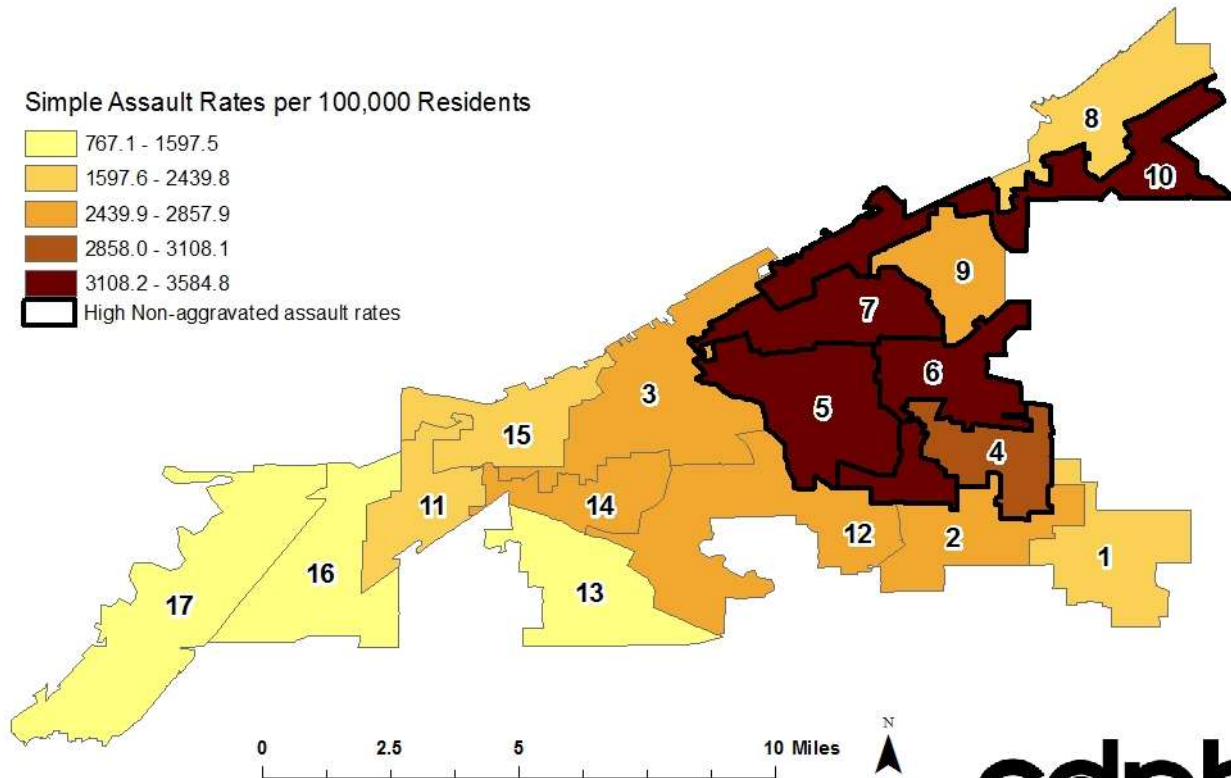 Simple Assault Rates per 100,000 Residents
767.1 - 1597.5
1597.6 - 2439.8
2439.9 - 2857.9
2858.0 - 3108.1
3108.2 - 3584.8
High Non-aggravated assault rates
8
10
9
7
6
3
5
15
4
11
14
12
2
1
16
13
17
N
0 2.5 5 10 Miles